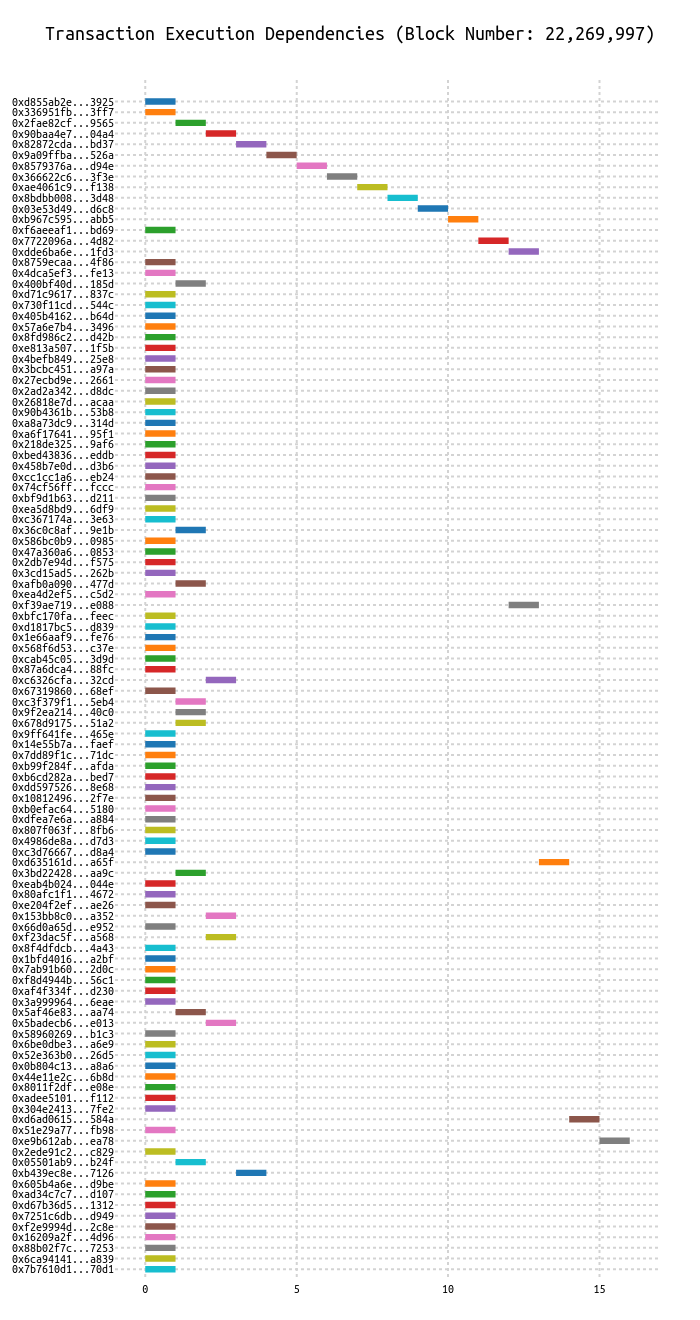 Transaction Execution Dependencies (Block Number: 22,269,997)
0xd855ab2e...3925
0x336951fb...3ff7
0x2fae82cf...9565
0x90baa4e7...04a4
0x82872cda...bd37
0x9a09ffba...526a
0x8579376a...d94e
0x366622c6...3f3e
0xae4061c9...f138
0x8bdbb008...3d48
0x03e53d49...d6c8
0xb967c595...abb5
0xf6aeeaf1...bd69
0x7722096a...4d82
0xdde6ba6e...1fd3
0x8759ecaa...4f86
0x4dca5ef3...fe13
0x400bf40d...185d
0xd71c9617...837c
0x730f11cd...544c
0x405b4162...b64d
0x57a6e7b4...3496
0x8fd986c2...d42b
0xe813a507...1f5b
0x4befb849...25e8
0x3bcbc451...a97a
0x27ecbd9e...2661
0x2ad2a342...d8dc
0x26818e7d...acaa
0x90b4361b...53b8
0xa8a73dc9...314d
0xa6f17641...95f1
0x218de325...9af6
0xbed43836...eddb
0x458b7e0d...d3b6
0xcc1cc1a6...eb24
0x74cf56ff...fccc
0xbf9d1b63...d211
0xea5d8bd9...6df9
0xc367174a...3e63
0x36c0c8af...9e1b
0x586bc0b9...0985
0x47a360a6...0853
0x2db7e94d...f575
0x3cd15ad5...262b
0xafb0a090...477d
0xea4d2ef5...c5d2
0xf39ae719...e088
0xbfc170fa...feec
0xd1817bc5...d839
0x1e66aaf9...fe76
0x568f6d53...c37e
0xcab45c05...3d9d
0x87a6dca4...88fc
0xc6326cfa...32cd
0x67319860...68ef
0xc3f379f1...5eb4
0x9f2ea214...40c0
0x678d9175...51a2
0x9ff641fe...465e
0x14e55b7a...faef
0x7dd89f1c...71dc
0xb99f284f...afda
0xb6cd282a...bed7
0xdd597526...8e68
0x10812496...2f7e
0xb0efac64...5180
0xdfea7e6a...a884
0x807f063f...8fb6
0x4986de8a...d7d3
0xc3d76667...d8a4
0xd635161d...a65f
0x3bd22428...aa9c
0xeab4b024...044e
0x80afc1f1...4672
0xe204f2ef...ae26
0x153bb8c0...a352
0x66d0a65d...e952
0xf23dac5f...a568
0x8f4dfdcb...4a43
0x1bfd4016...a2bf
0x7ab91b60...2d0c
0xf8d4944b...56c1
0xaf4f334f...d230
0x3a999964...6eae
0x5af46e83...aa74
0x5badecb6...e013
0x58960269...b1c3
0x6be0dbe3...a6e9
0x52e363b0...26d5
0x0b804c13...a8a6
0x44e11e2c...6b8d
0x8011f2df...e08e
0xadee5101...f112
0x304e2413...7fe2
0xd6ad0615...584a
0x51e29a77...fb98
0xe9b612ab...ea78
0x2ede91c2...c829
0x05501ab9...b24f
0xb439ec8e...7126
0x605b4a6e...d9be
0xad34c7c7...d107
0xd67b36d5...1312
0x7251c6db...d949
0xf2e9994d...2c8e
0x16209a2f...4d96
0x88b02f7c...7253
0x6ca94141...a839
0x7b7610d1...70d1
0 5 10 15